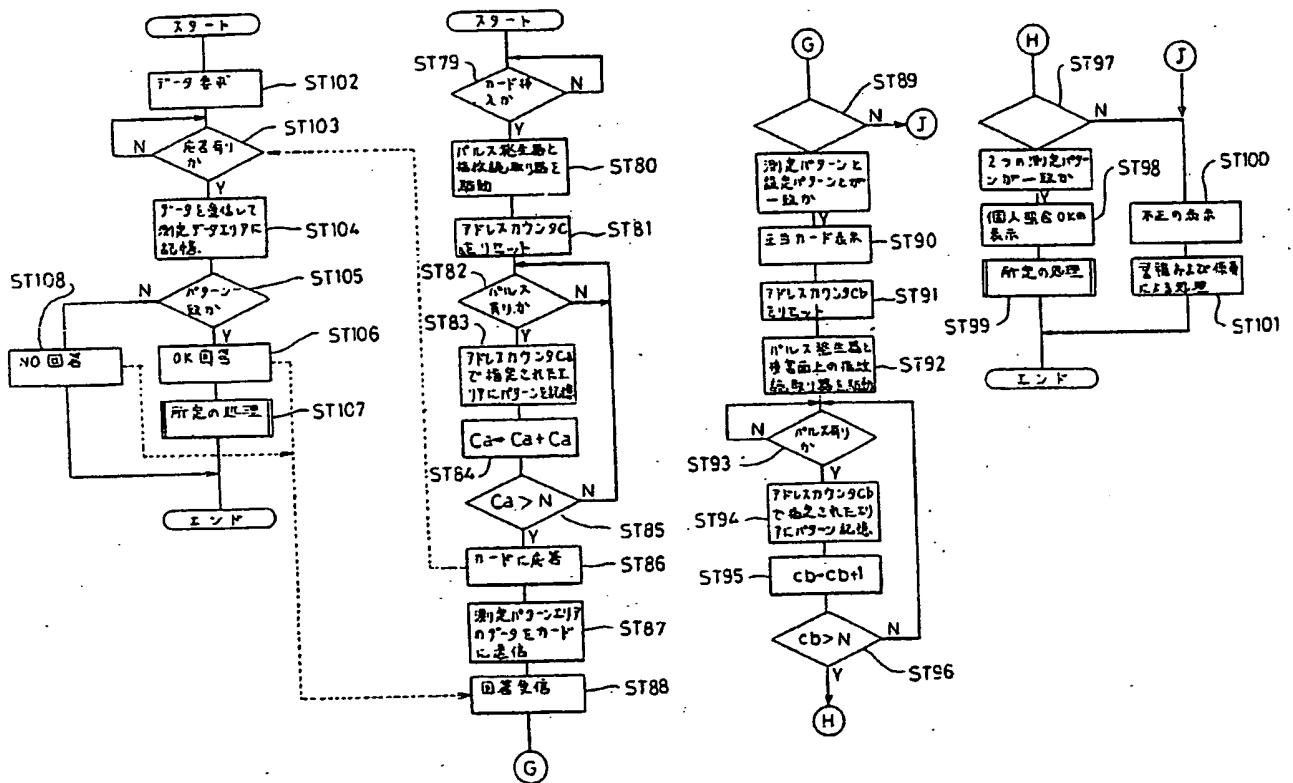 スタート
データ要求
ST102
ST103
N
応答有り
か
Y
データを受信して
測定データエリアに
記憶
ST104
ST105
N
パターン一
致か
ST108
Y
NO回答
OK回答
ST106
所定の処理
ST107
エンド
スタート
ST79
カード挿
入か
N
Y
パルス発生器と
指紋読取り器を
駆動
ST80
アドレスカウンタC
aをリセット
ST81
ST82
パルス
有りか
N
ST83
Y
アドレスカウンタCa
で指定されたエ
リアにパターンを記憶
Ca←Ca+Ca
ST84
Ca>N
N
ST85
Y
カードに応答
ST86
測定パターンエリア
のデータをカード
に送信
ST87
回答受信
ST88
G
G
ST89
N
J
測定パターンと
設定パターンとが
一致か
Y
正当カード表示
ST90
アドレスカウンタCb
をリセット
ST91
パルス発生器と
検査面上の指紋
読取り器を駆動
ST92
N
パルス有り
か
ST93
Y
アドレスカウンタCb
で指定されたエリ
アにパターン記憶
ST94
ST95
cb←cb+1
cb>N
N
ST96
Y
H
H
ST97
N
J
2つの測定パター
ンが一致か
Y
ST98
個人照合OKの
表示
所定の処理
ST99
ST100
不正の表示
警報および係員
による処理
ST101
エンド